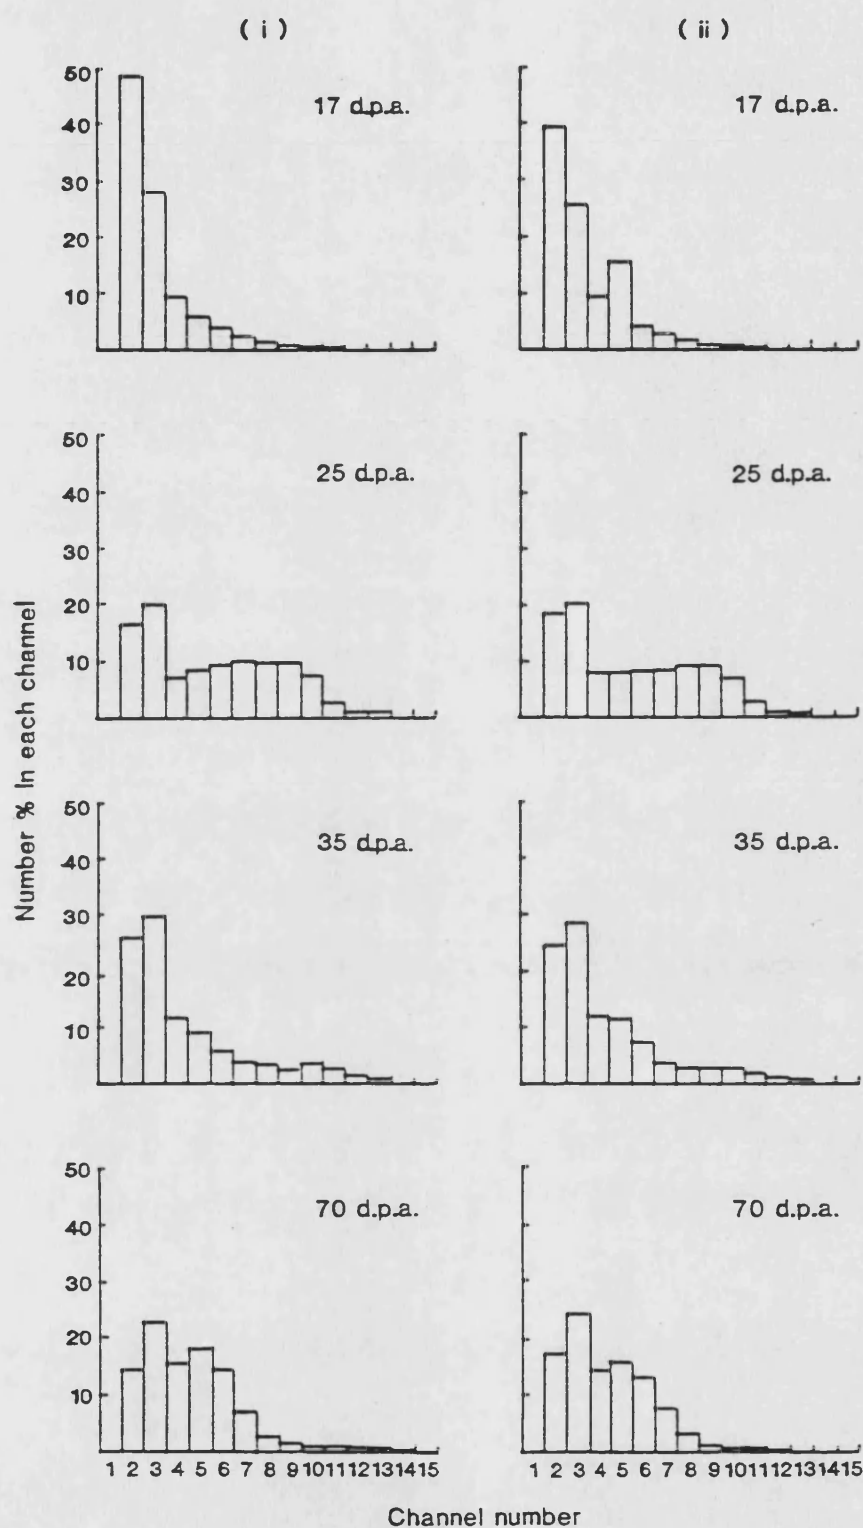 ( i )
( ii )
50
40
30
20
10
17 d.p.a.
17 d.p.a.
50
40
30
20
10
25 d.p.a.
25 d.p.a.
50
40
30
20
10
35 d.p.a.
35 d.p.a.
50
40
30
20
10
70 d.p.a.
70 d.p.a.
Number % In each channel
1 2 3 4 5 6 7 8 9 10 11 12 13 14 15
1 2 3 4 5 6 7 8 9 10 11 12 13 14 15
Channel number